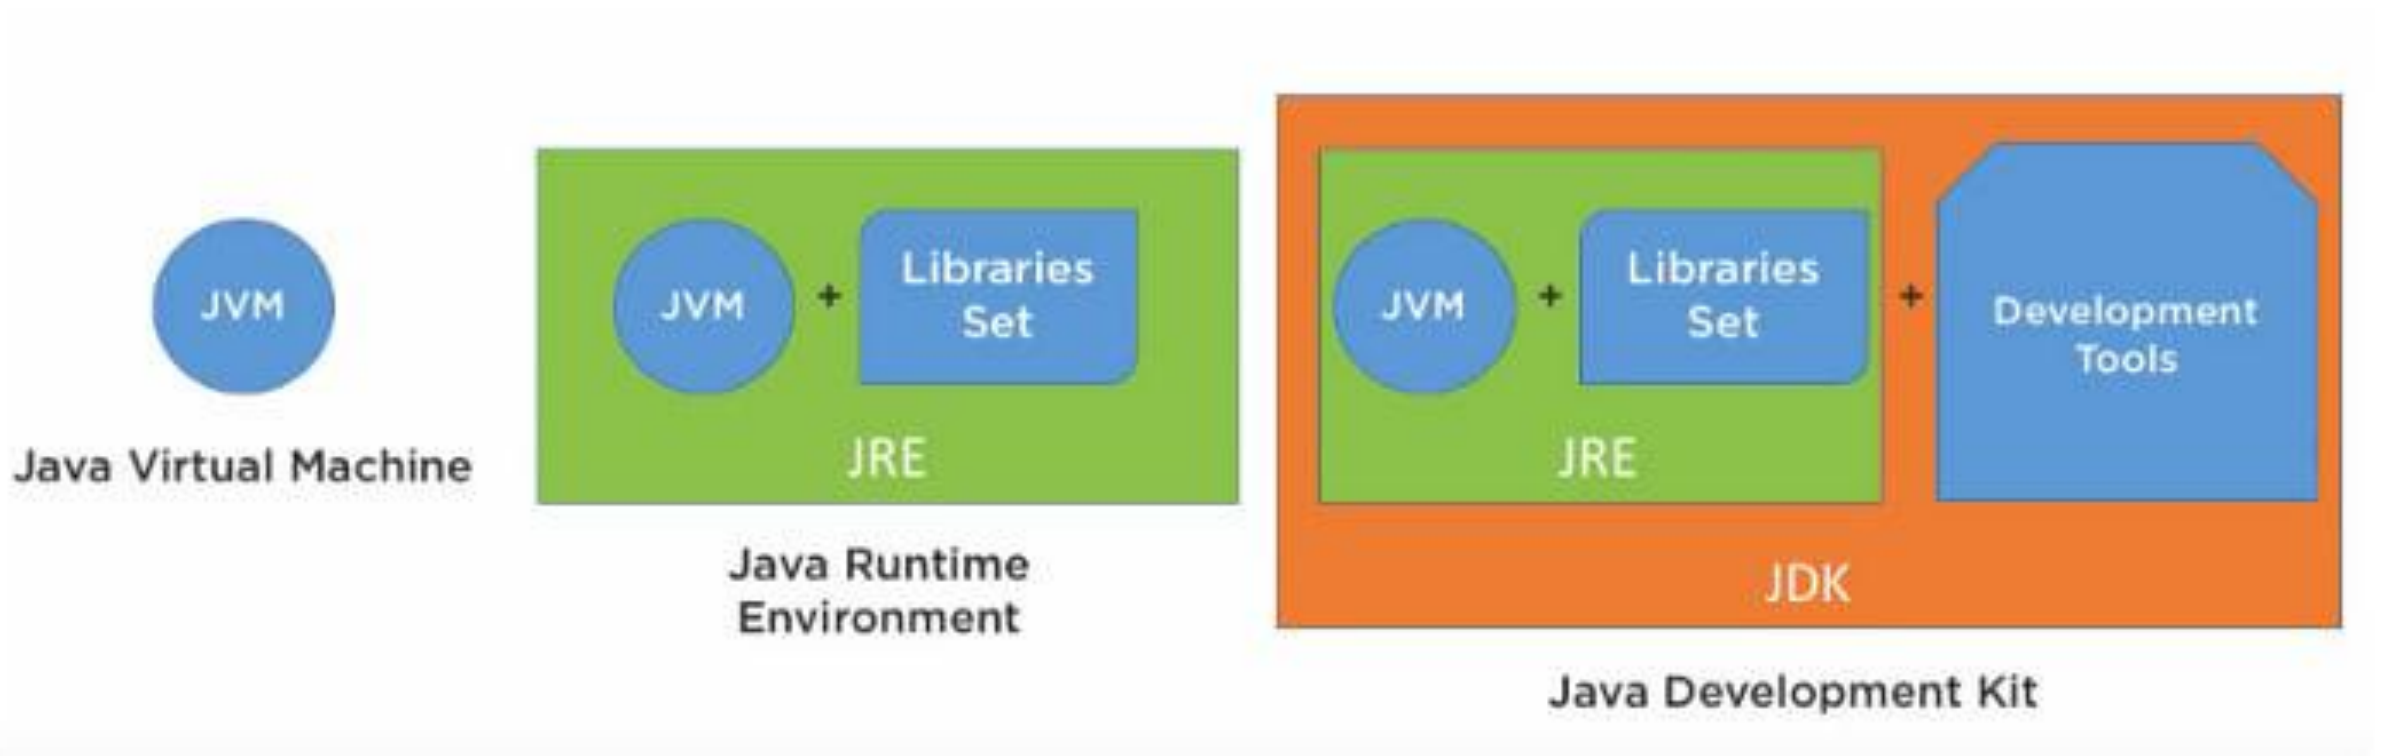 JVM
Java Virtual Machine
JVM
+
Libraries
Set
JRE
Java Runtime
Environment
JVM
+
Libraries
Set
JRE
+
Development
Tools
JDK
Java Development Kit